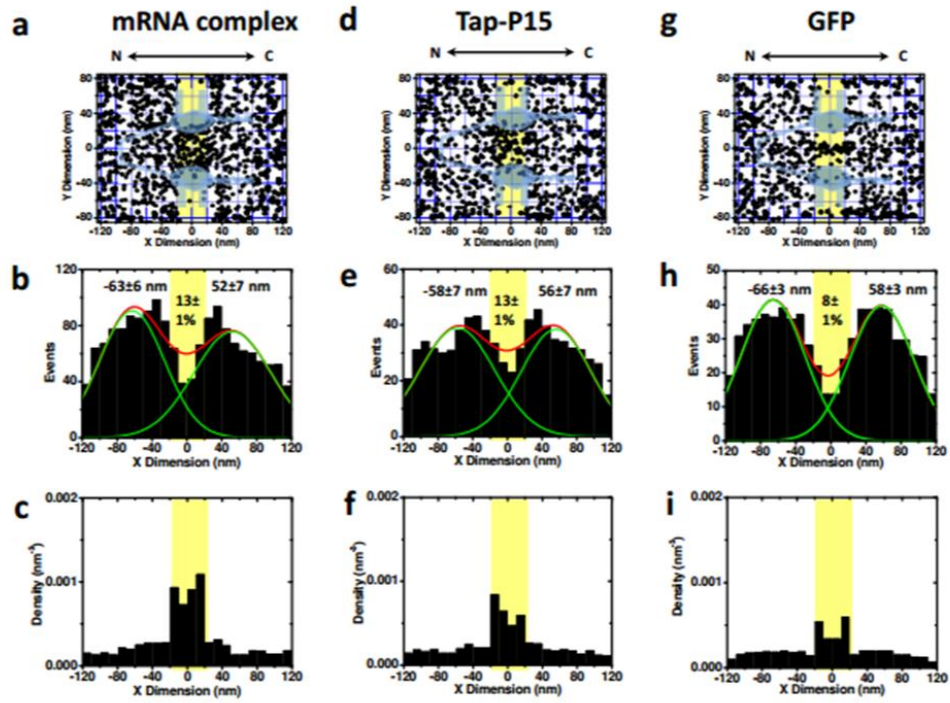 a mRNA complex d Tap-P15 g GFP
N C N C N C
80 80 80
40 40 40
0 0 0
-40 -40 -40
-80 -80 -80
Y Dimension (nm) Y Dimension (nm) Y Dimension (nm)
-120 -80 -40 0 40 80 120 -120 -80 -40 0 40 80 120 -120 -80 -40 0 40 80 120
X Dimension (nm) X Dimension (nm) X Dimension (nm)
b e h
120 60 50
80 40 40
40 20 30
0 0 20
10
0
Events Events Events
-63±6 nm 13± 1% 52±7 nm
-58±7 nm 13± 1% 56±7 nm
-66±3 nm 8± 1% 58±3 nm
-120 -80 -40 0 40 80 120 -120 -80 -40 0 40 80 120 -120 -80 -40 0 40 80 120
X Dimension (nm) X Dimension (nm) X Dimension (nm)
c f i
0.002 0.002 0.002
0.001 0.001 0.001
0.000 0.000 0.000
Density (nm⁻³) Density (nm⁻³) Density (nm⁻³)
-120 -80 -40 0 40 80 120 -120 -80 -40 0 40 80 120 -120 -80 -40 0 40 80 120
X Dimension (nm) X Dimension (nm) X Dimension (nm)